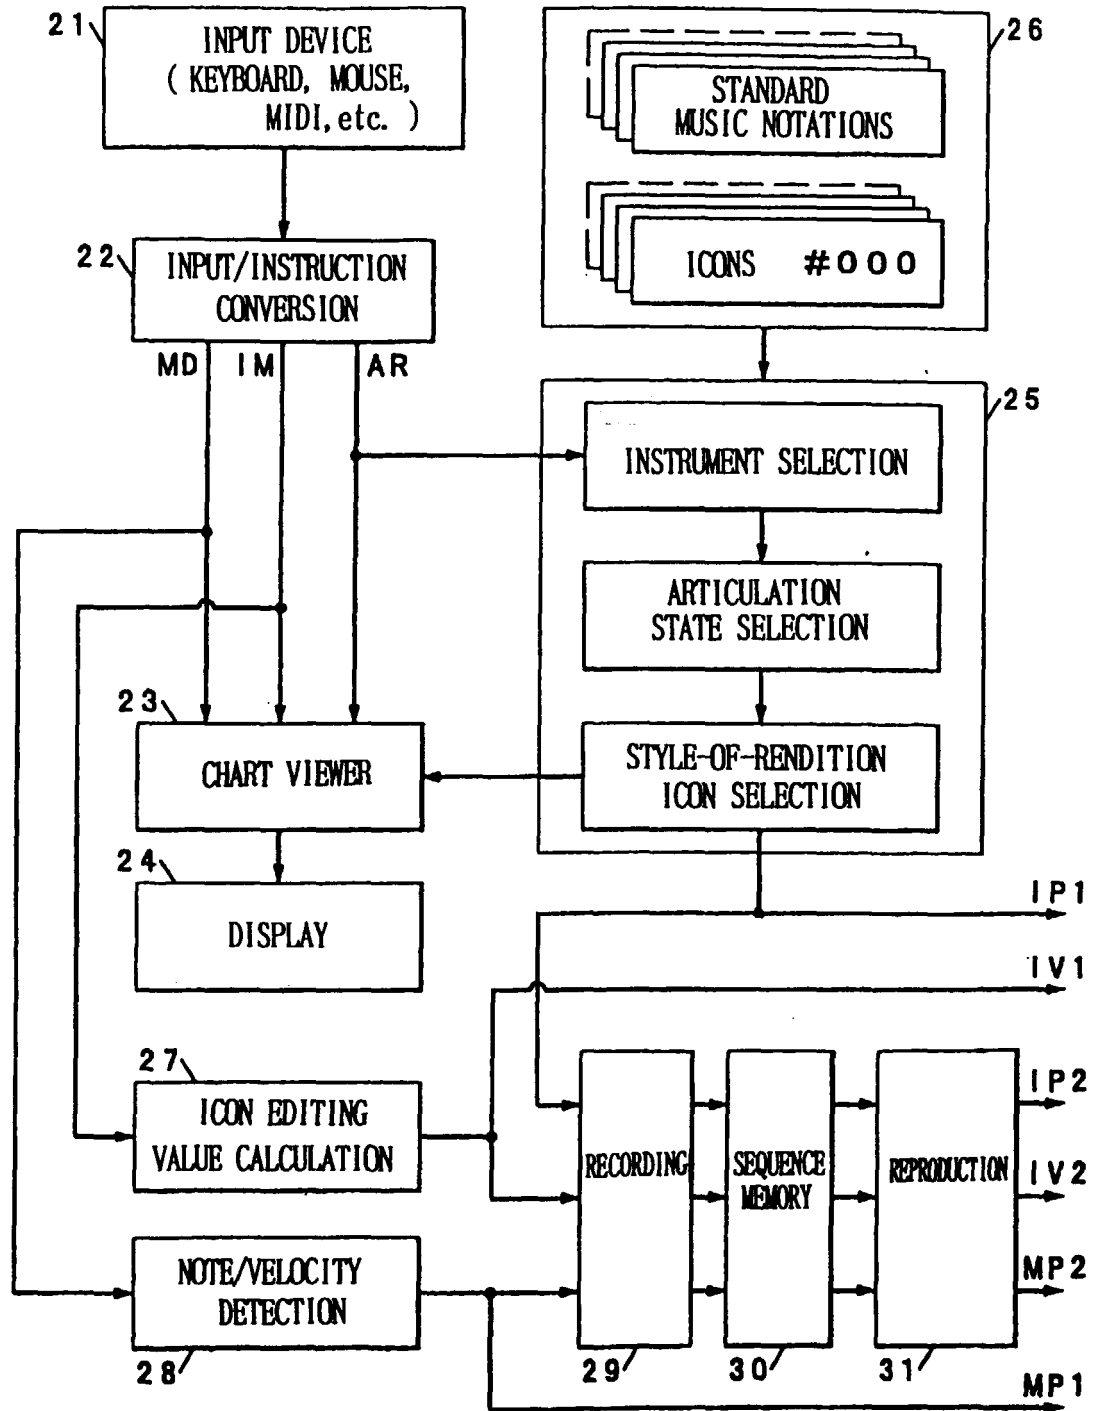 21
INPUT DEVICE
( KEYBOARD, MOUSE,
MIDI, etc. )
26
STANDARD
MUSIC NOTATIONS
ICONS #000
22
INPUT/INSTRUCTION
CONVERSION
MD IM AR
25
INSTRUMENT SELECTION
ARTICULATION
STATE SELECTION
STYLE-OF-RENDITION
ICON SELECTION
23
CHART VIEWER
24
DISPLAY
IP1
IV1
27
ICON EDITING
VALUE CALCULATION
NOTE/VELOCITY
DETECTION
28
RECORDING
29
SEQUENCE
MEMORY
30
REPRODUCTION
31
IP2
IV2
MP2
MP1